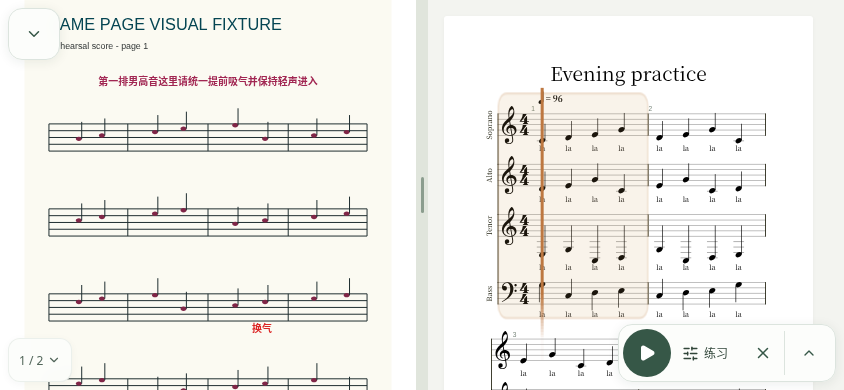 AME PAGE VISUAL FIXTURE
hearsal score - page 1
第一排男高音这里请统一提前吸气并保持轻声进入
换气
1 / 2
Evening practice
= 96
1
2
Soprano
la la la la la la la la
Alto
la la la la la la la la
Tenor
la la la la la la la la
Bass
la la la la la la la la
3
la la la la
练习